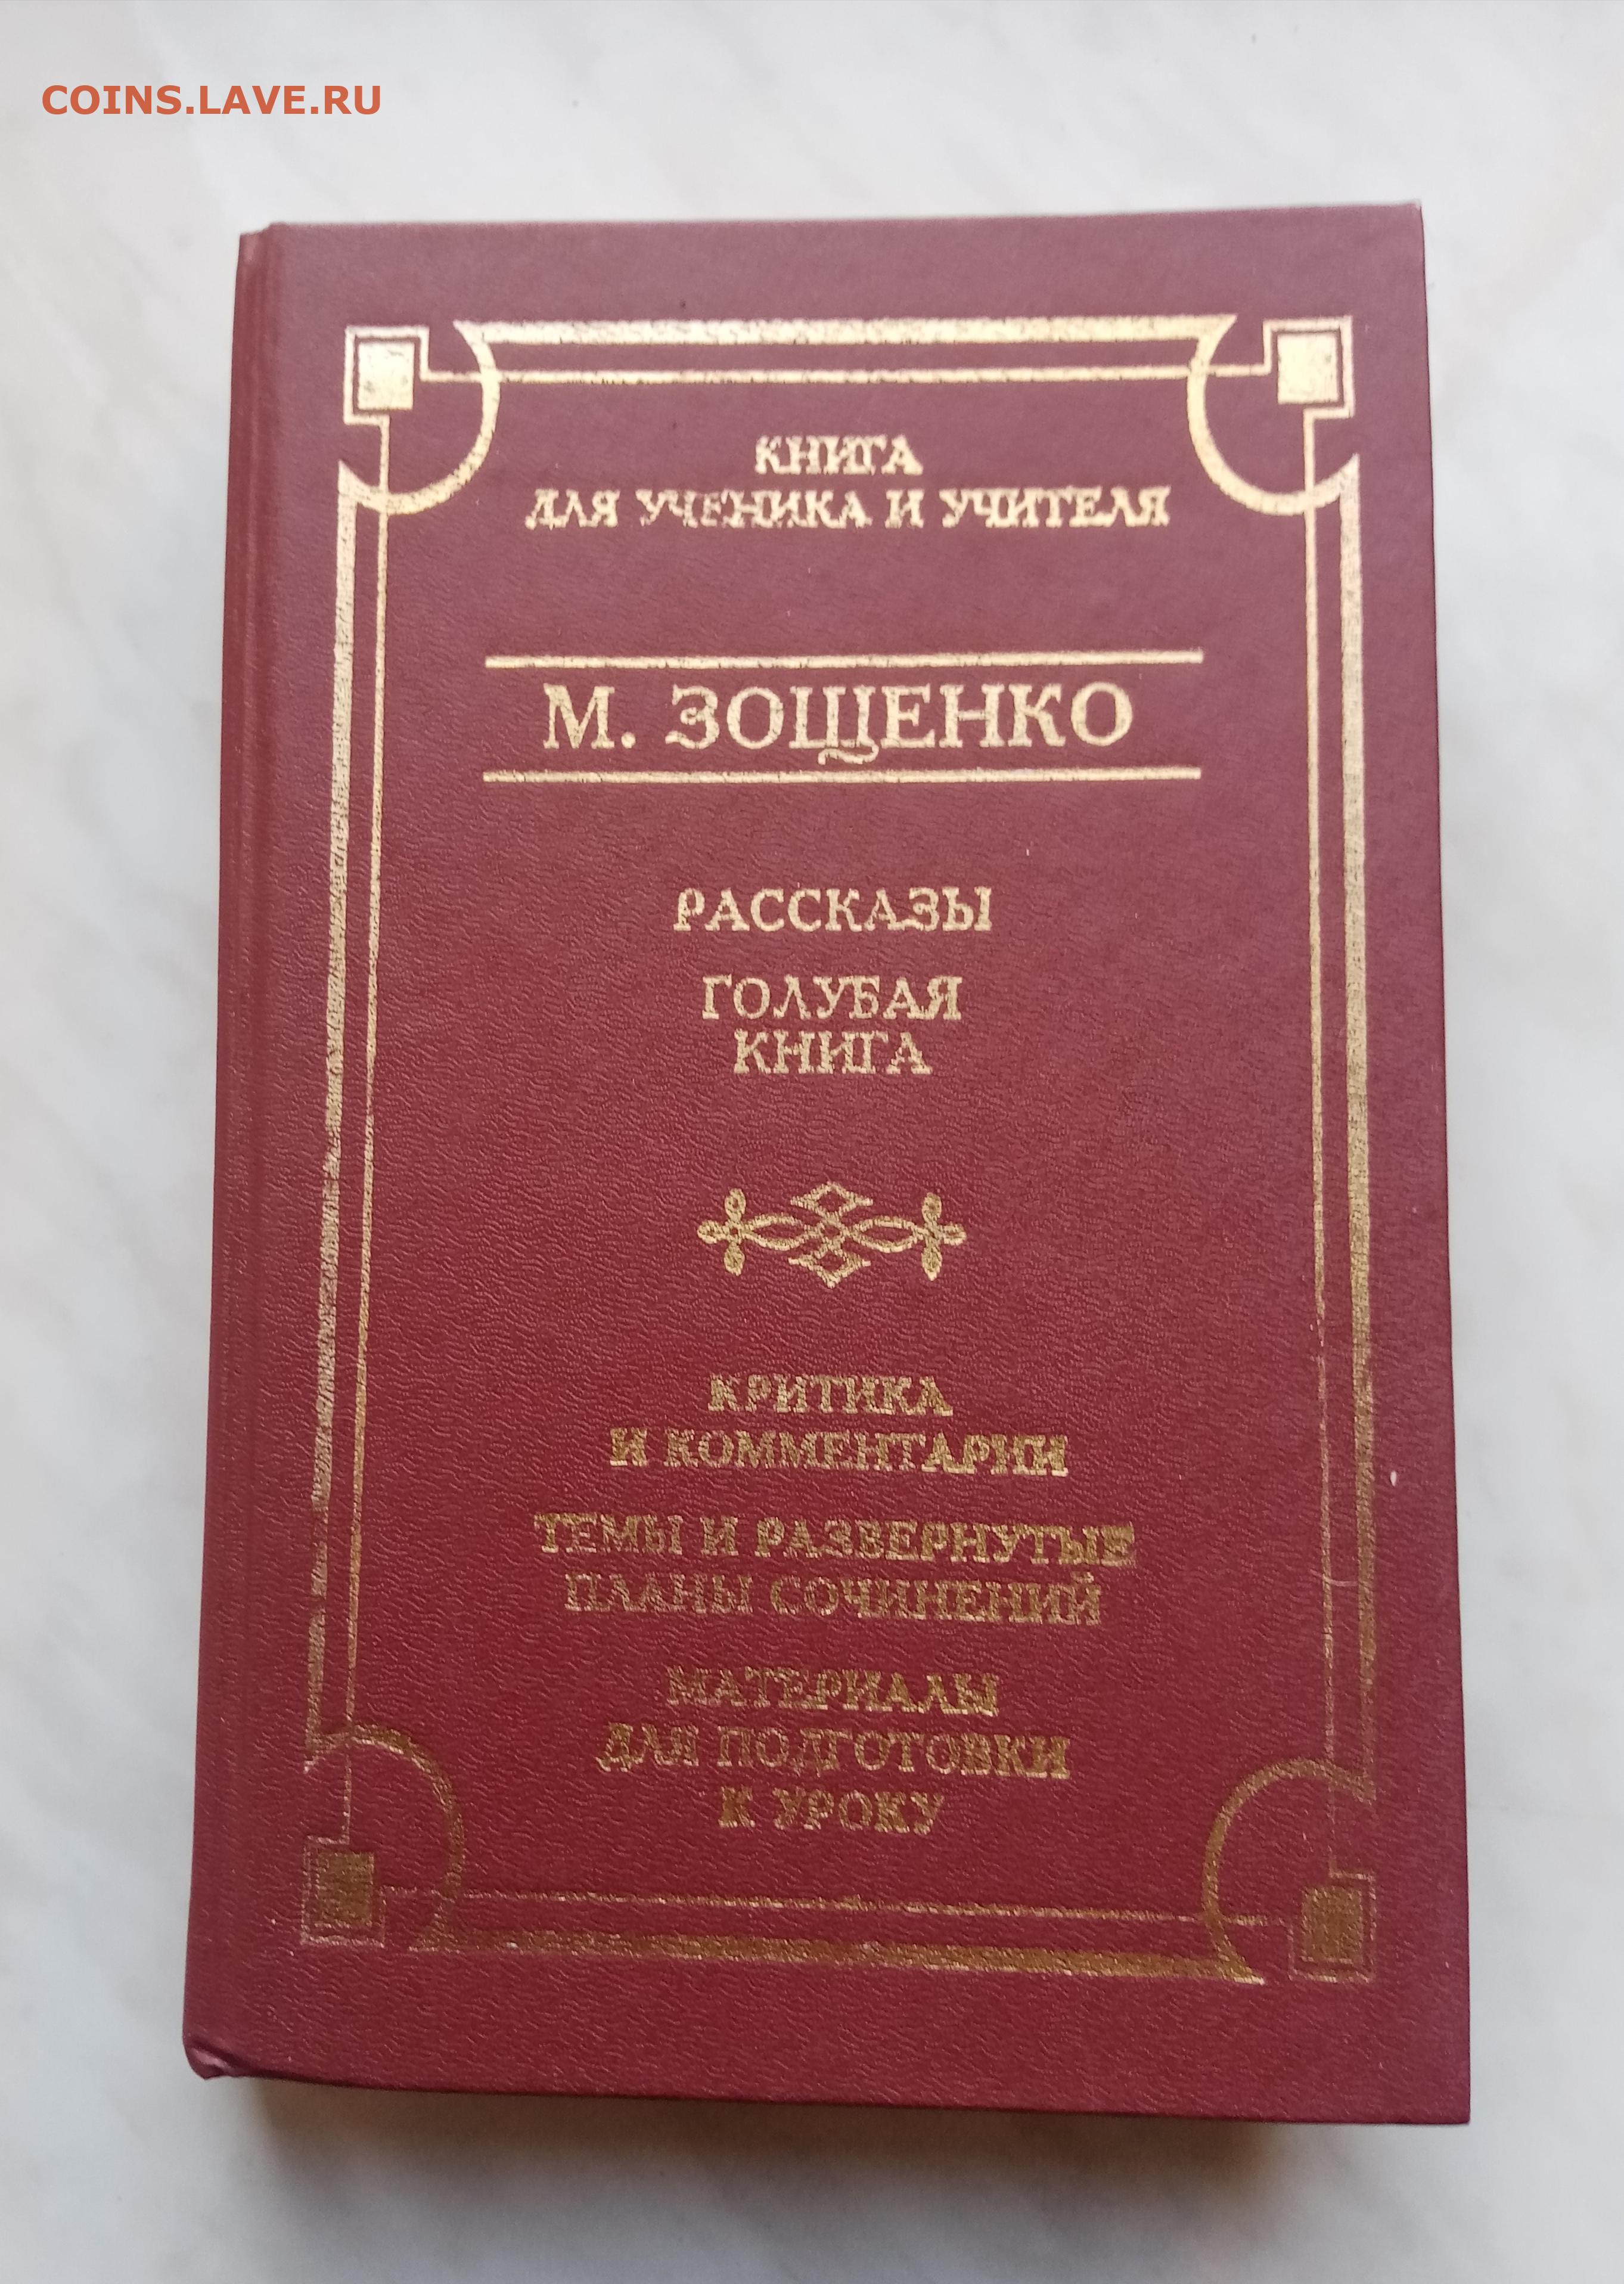 COINS.LAVE.RU
КНИГА
ДЛЯ УЧЕНИКА И УЧИТЕЛЯ
М. ЗОЩЕНКО
РАССКАЗЫ
ГОЛУБАЯ
КНИГА
КРИТИКА
И КОММЕНТАРИИ
ТЕМЫ И РАЗВЕРНУТЫЕ
ПЛАНЫ СОЧИНЕНИЙ
МАТЕРИАЛЫ
ДЛЯ ПОДГОТОВКИ
К УРОКУ